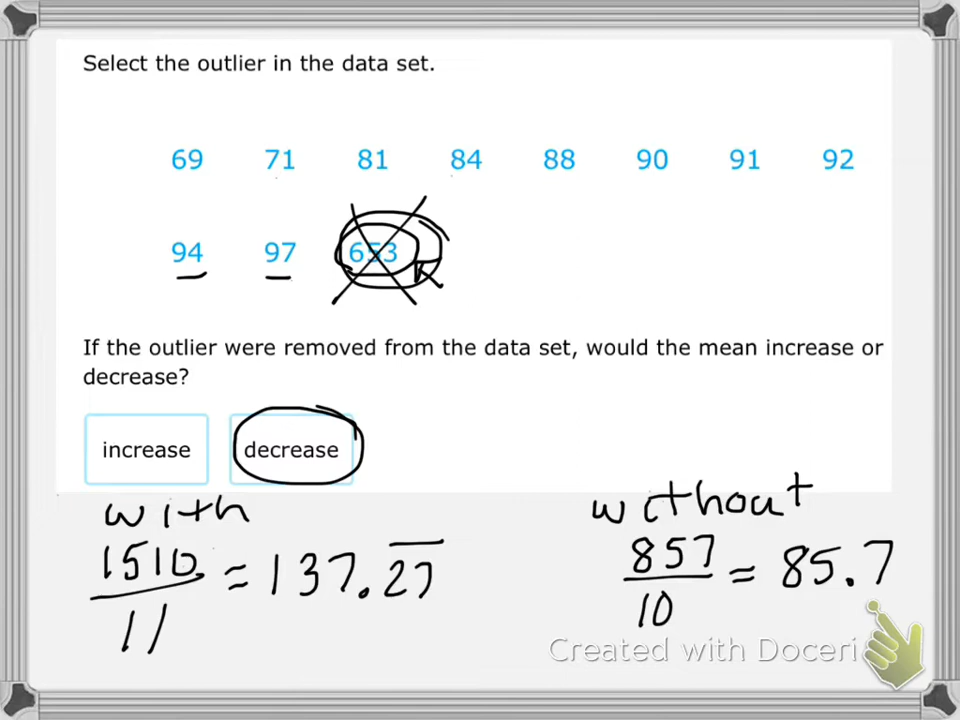 Select the outlier in the data set.
69 71 81 84 88 90 91 92
94 97 653
If the outlier were removed from the data set, would the mean increase or
decrease?
increase decrease
with without
1510 857
= 137.27 = 85.7
11 10
Created with Doceri